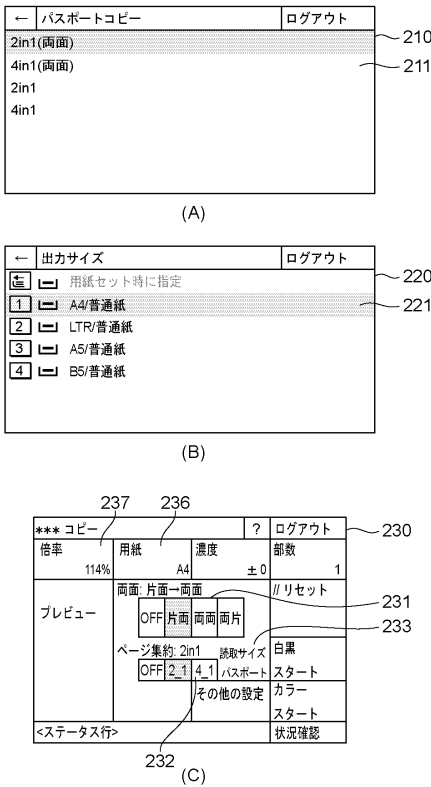 ← パスポートコピー ログアウト
210
2in1(両面)
4in1(両面)
211
2in1
4in1
(A)
← 出力サイズ ログアウト
220
用紙セット時に指定
1 A4/普通紙
221
2 LTR/普通紙
3 A5/普通紙
4 B5/普通紙
(B)
237 236
*** コピー ? ログアウト
230
倍率 用紙 濃度 部数
114% A4 ±0 1
両面: 片面→両面 // リセット
231
プレビュー
OFF 片両 両両 両片
233
ページ集約: 2in1 読取サイズ 白黒
OFF 2_1 4_1 パスポート スタート
その他の設定 カラー
スタート
<ステータス行> 状況確認
232
(C)